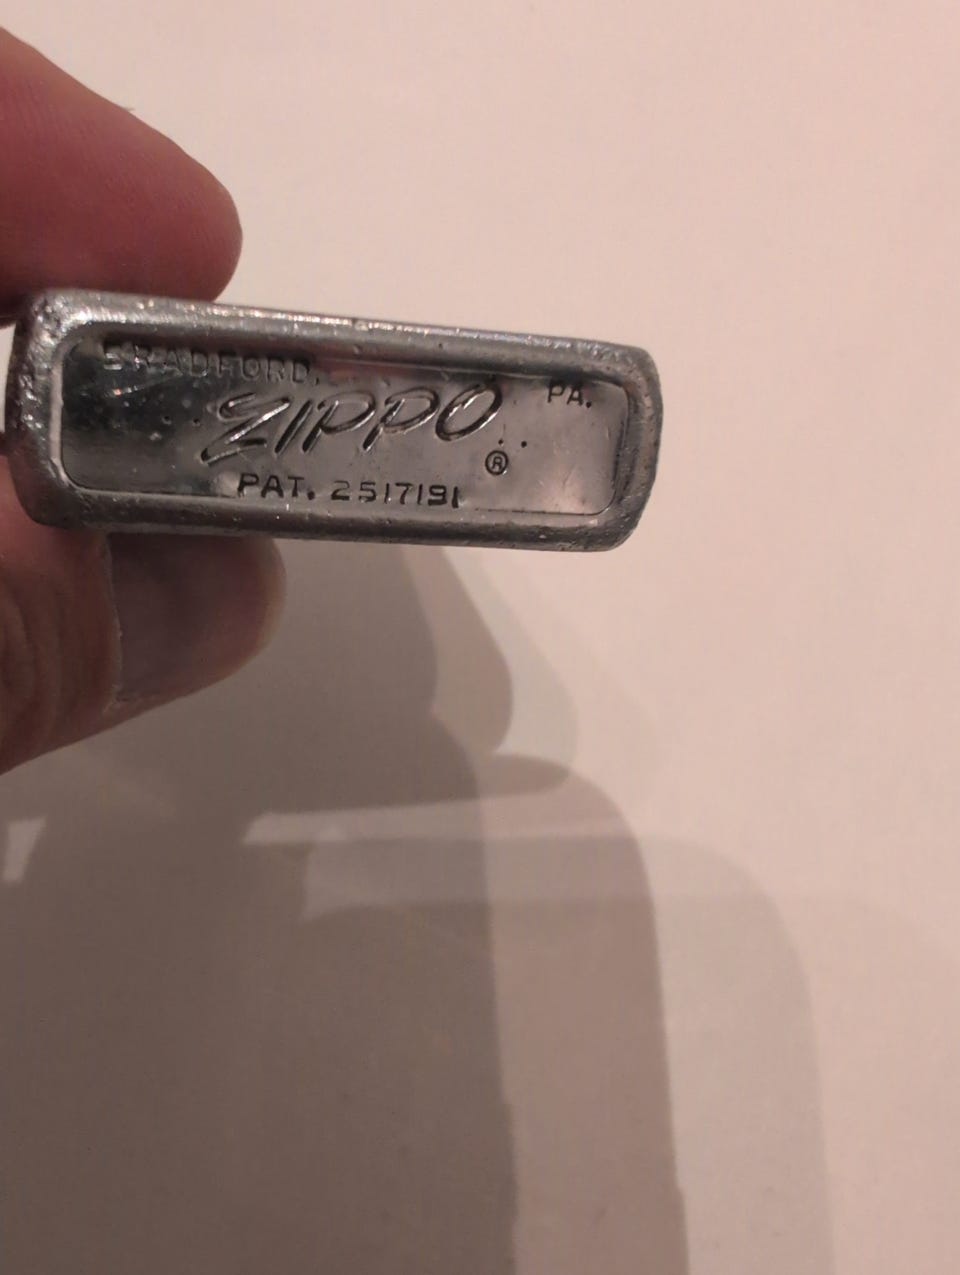 BRADFORD, PA.
ZIPPO ®
PAT. 2517191